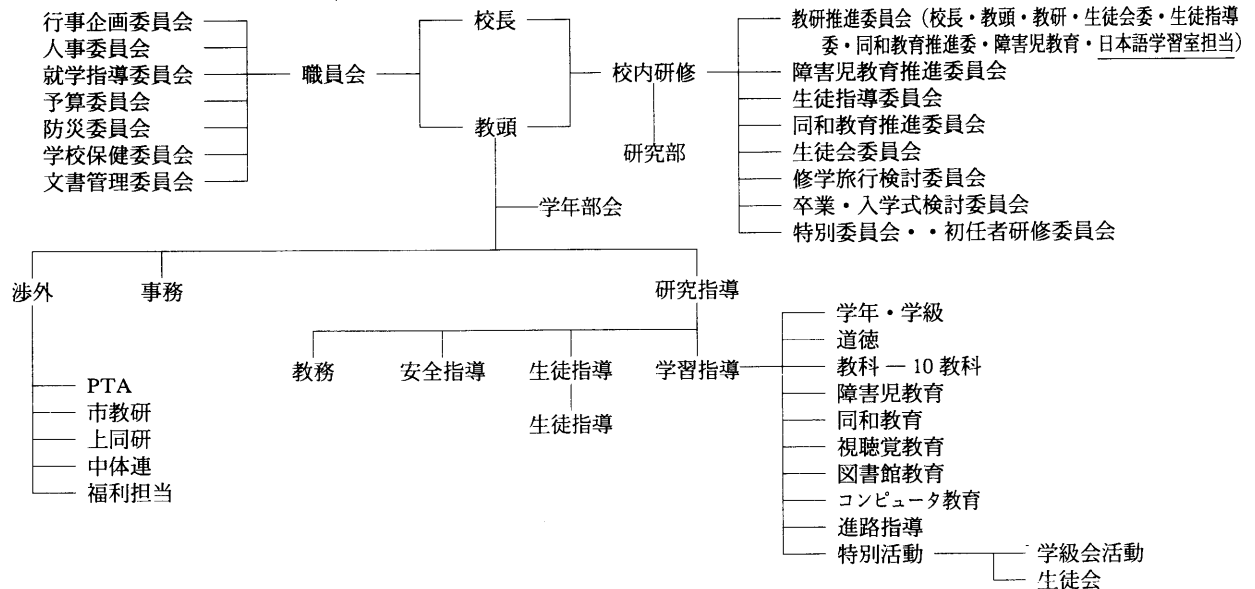 行事企画委員会
人事委員会
就学指導委員会
予算委員会
防災委員会
学校保健委員会
文書管理委員会
職員会
校長
教頭
校内研修
研究部
教研推進委員会(校長・教頭・教研・生徒会委・生徒指導
委・同和教育推進委・障害児教育・日本語学習室担当)
障害児教育推進委員会
生徒指導委員会
同和教育推進委員会
生徒会委員会
修学旅行検討委員会
卒業・入学式検討委員会
特別委員会・・初任者研修委員会
学年部会
渉外
事務
研究指導
PTA
市教研
上同研
中体連
福利担当
教務
安全指導
生徒指導
生徒指導
学習指導
学年・学級
道徳
教科 — 10 教科
障害児教育
同和教育
視聴覚教育
図書館教育
コンピュータ教育
進路指導
特別活動
学級会活動
生徒会